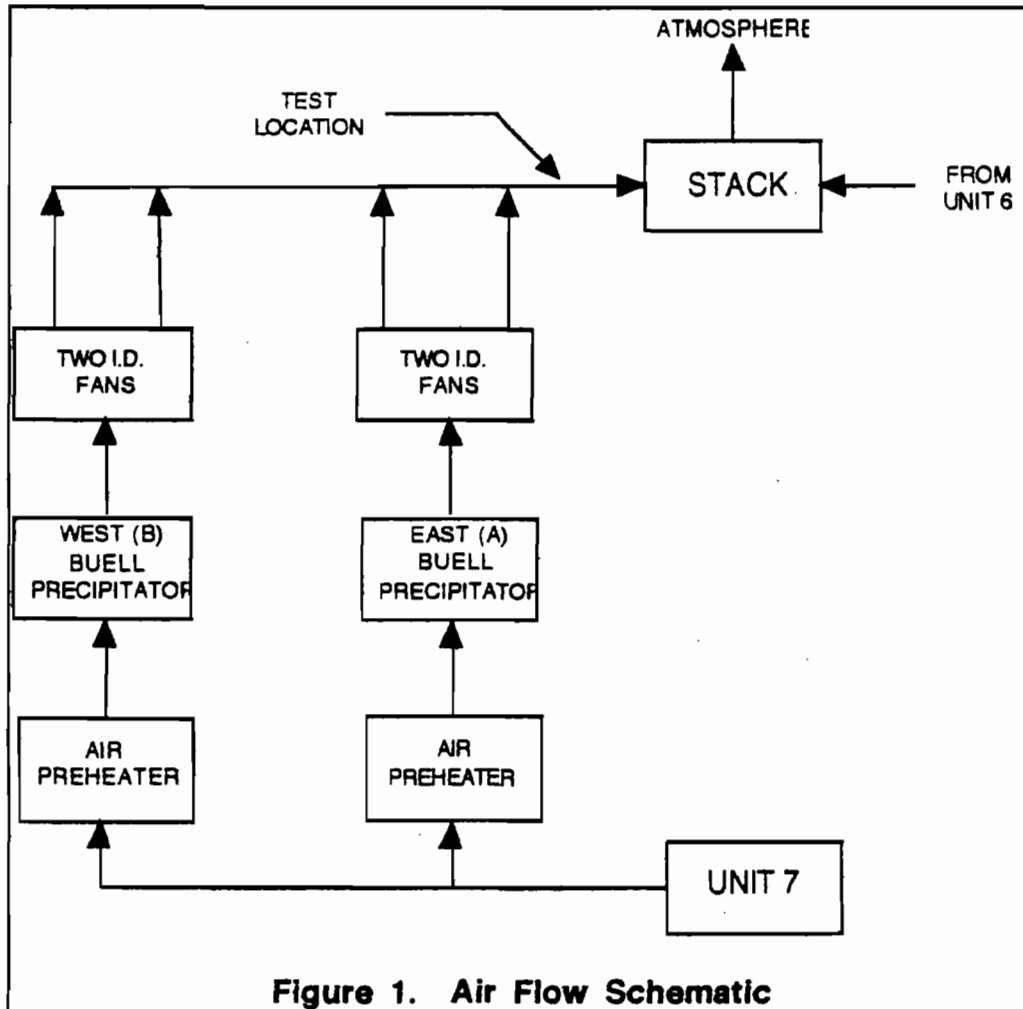 ATMOSPHERE
TEST
LOCATION
STACK
FROM
UNIT 6
TWO I.D.
FANS
TWO I.D.
FANS
WEST (B)
BUELL
PRECIPITATOR
EAST (A)
BUELL
PRECIPITATOR
AIR
PREHEATER
AIR
PREHEATER
UNIT 7
Figure 1. Air Flow Schematic